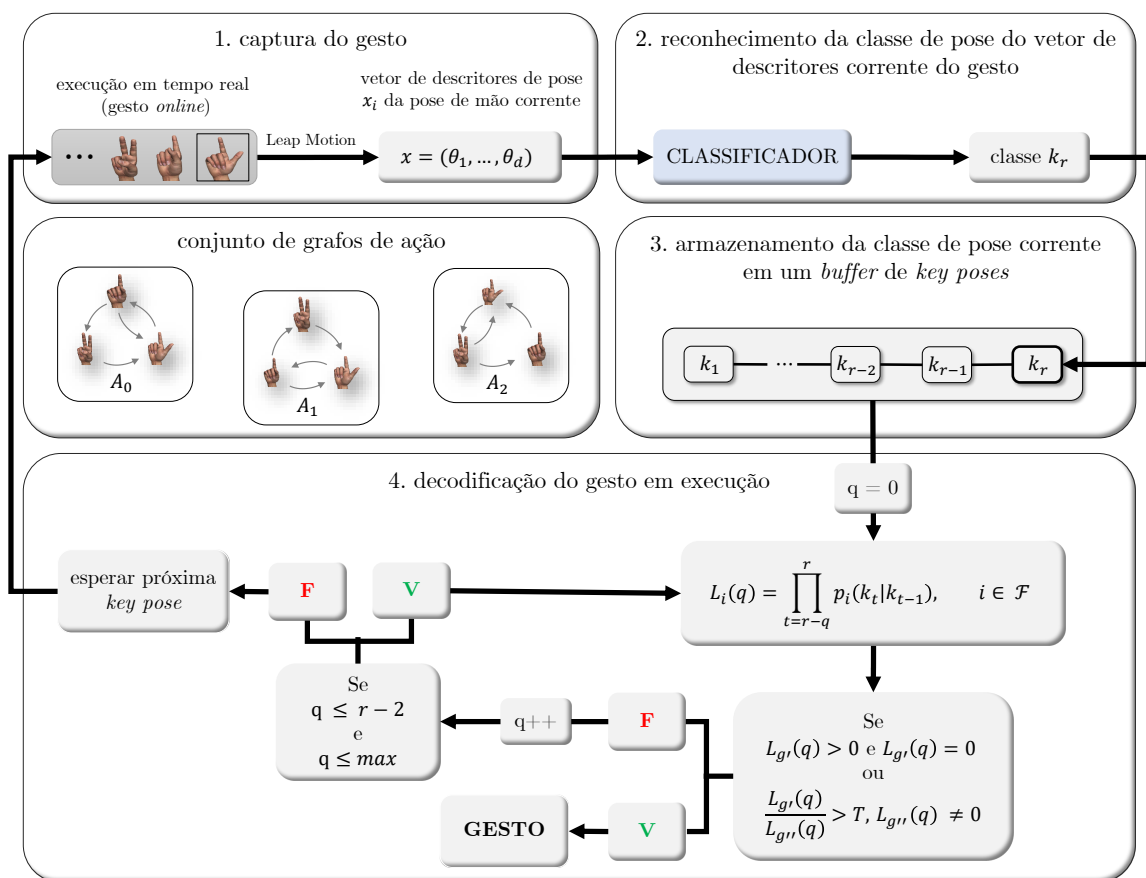 1. captura do gesto
execução em tempo real
(gesto online)
...
Leap Motion
vetor de descritores de pose
x_i da pose de mão corrente
x = (θ_1, ..., θ_d)
2. reconhecimento da classe de pose do vetor de
descritores corrente do gesto
CLASSIFICADOR
classe k_r
conjunto de grafos de ação
A_0
A_1
A_2
3. armazenamento da classe de pose corrente
em um buffer de key poses
k_1 ... k_{r−2} k_{r−1} k_r
4. decodificação do gesto em execução
q = 0
esperar próxima
key pose
F
V
L_i(q) = ∏_{t=r−q}^{r} p_i(k_t|k_{t−1}), i ∈ ℱ
Se
q ≤ r − 2
e
q ≤ max
q++
F
Se
L_{g′}(q) > 0 e L_{g′}(q) = 0
ou
L_{g′}(q) / L_{g′′}(q) > T, L_{g′′}(q) ≠ 0
GESTO
V